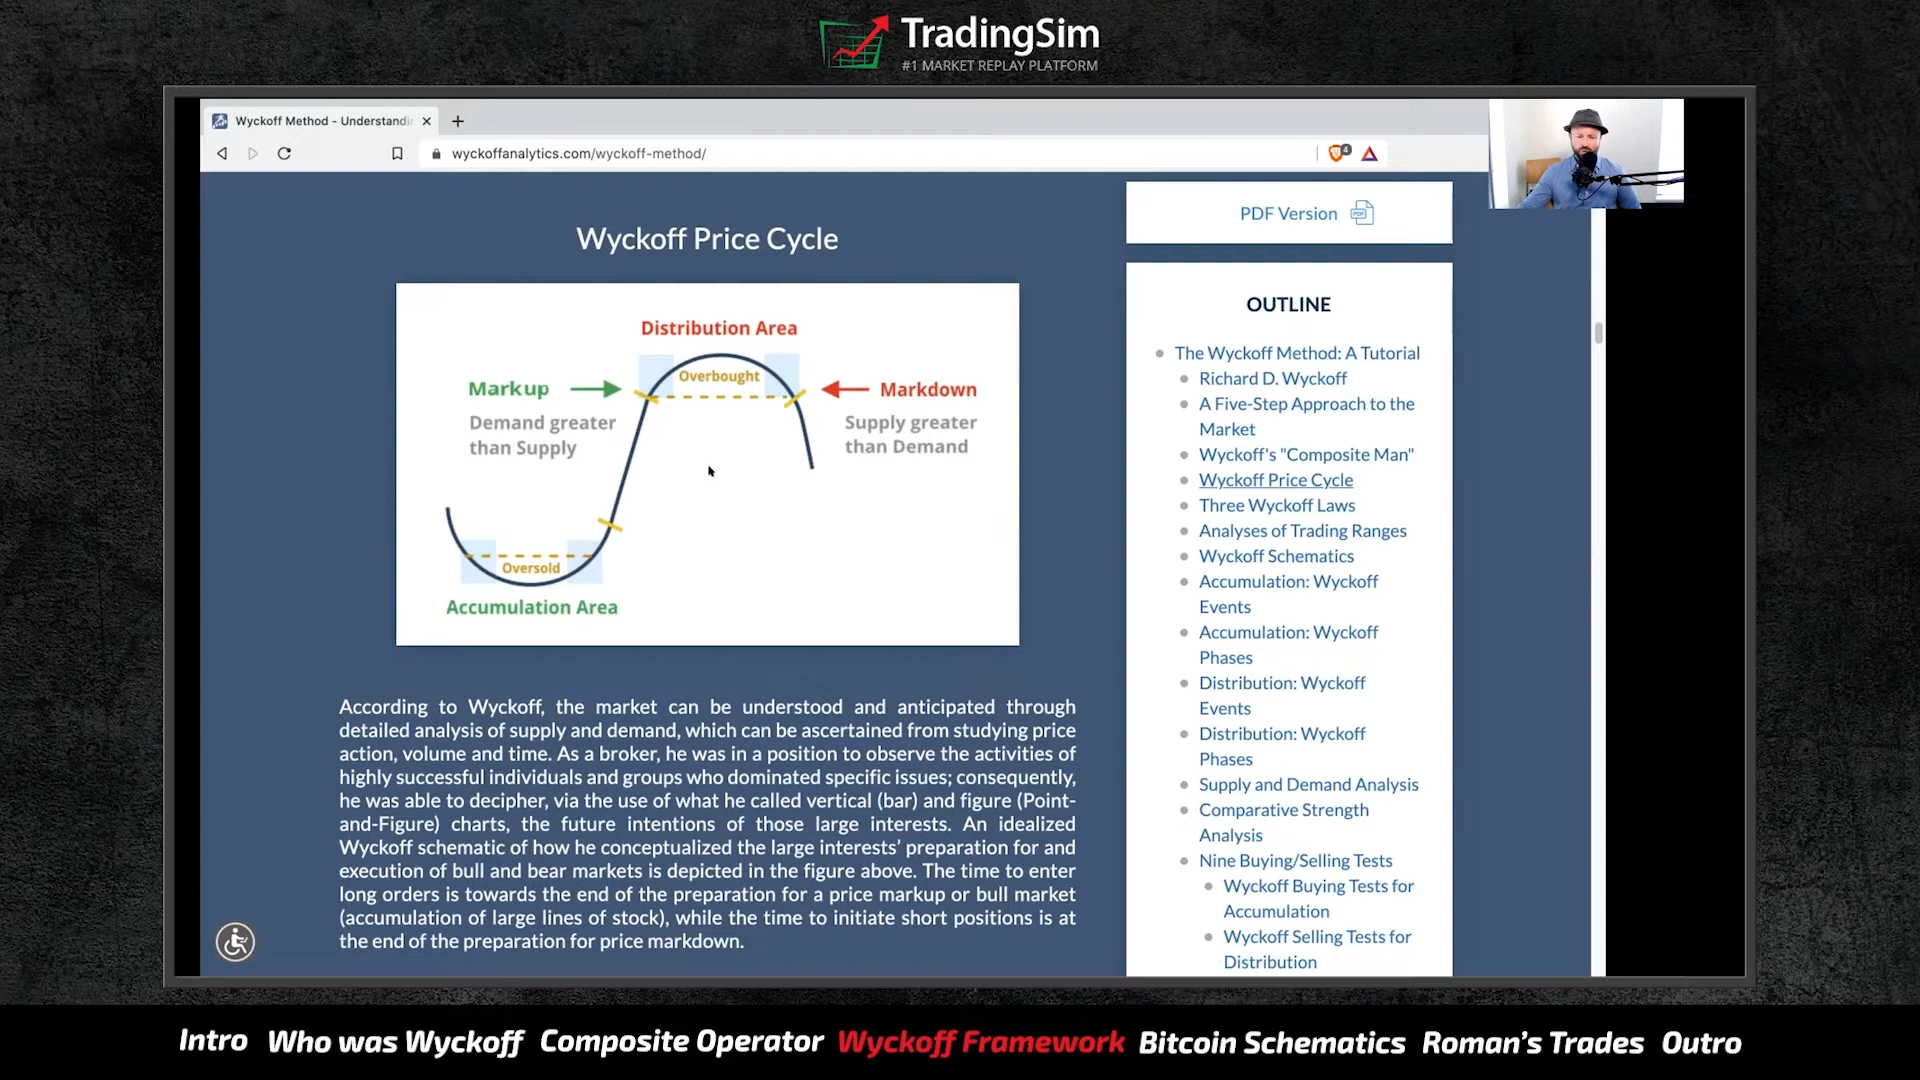 TradingSim
#1 MARKET REPLAY PLATFORM
Wyckoff Method - Understandi
wyckoffanalytics.com/wyckoff-method/
4
Wyckoff Price Cycle
Distribution Area
Overbought
Markup
Markdown
Demand greater
than Supply
Supply greater
than Demand
Oversold
Accumulation Area
According to Wyckoff, the market can be understood and anticipated through
detailed analysis of supply and demand, which can be ascertained from studying price
action, volume and time. As a broker, he was in a position to observe the activities of
highly successful individuals and groups who dominated specific issues; consequently,
he was able to decipher, via the use of what he called vertical (bar) and figure (Point-
and-Figure) charts, the future intentions of those large interests. An idealized
Wyckoff schematic of how he conceptualized the large interests’ preparation for and
execution of bull and bear markets is depicted in the figure above. The time to enter
long orders is towards the end of the preparation for a price markup or bull market
(accumulation of large lines of stock), while the time to initiate short positions is at
the end of the preparation for price markdown.
PDF Version
PDF
OUTLINE
The Wyckoff Method: A Tutorial
Richard D. Wyckoff
A Five-Step Approach to the
Market
Wyckoff's "Composite Man"
Wyckoff Price Cycle
Three Wyckoff Laws
Analyses of Trading Ranges
Wyckoff Schematics
Accumulation: Wyckoff
Events
Accumulation: Wyckoff
Phases
Distribution: Wyckoff
Events
Distribution: Wyckoff
Phases
Supply and Demand Analysis
Comparative Strength
Analysis
Nine Buying/Selling Tests
Wyckoff Buying Tests for
Accumulation
Wyckoff Selling Tests for
Distribution
Intro Who was Wyckoff Composite Operator Wyckoff Framework Bitcoin Schematics Roman's Trades Outro